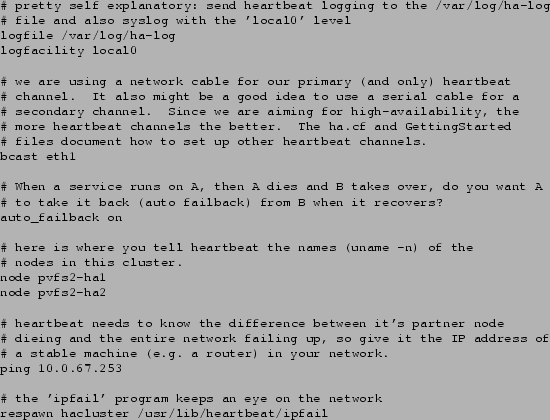 # pretty self explanatory: send heartbeat logging to the /var/log/ha-log
# file and also syslog with the 'local0' level
logfile /var/log/ha-log
logfacility local0
# we are using a network cable for our primary (and only) heartbeat
# channel.  It also might be a good idea to use a serial cable for a
# secondary channel.  Since we are aiming for high-availability, the
# more heartbeat channels the better.  The ha.cf and GettingStarted
# files document how to set up other heartbeat channels.
bcast eth1
# When a service runs on A, then A dies and B takes over, do you want A
# to take it back (auto failback) from B when it recovers?
auto_failback on
# here is where you tell heartbeat the names (uname -n) of the
# nodes in this cluster.
node pvfs2-ha1
node pvfs2-ha2
# heartbeat needs to know the difference between it's partner node
# dieing and the entire network failing up, so give it the IP address of
# a stable machine (e.g. a router) in your network.
ping 10.0.67.253
# the 'ipfail' program keeps an eye on the network
respawn hacluster /usr/lib/heartbeat/ipfail